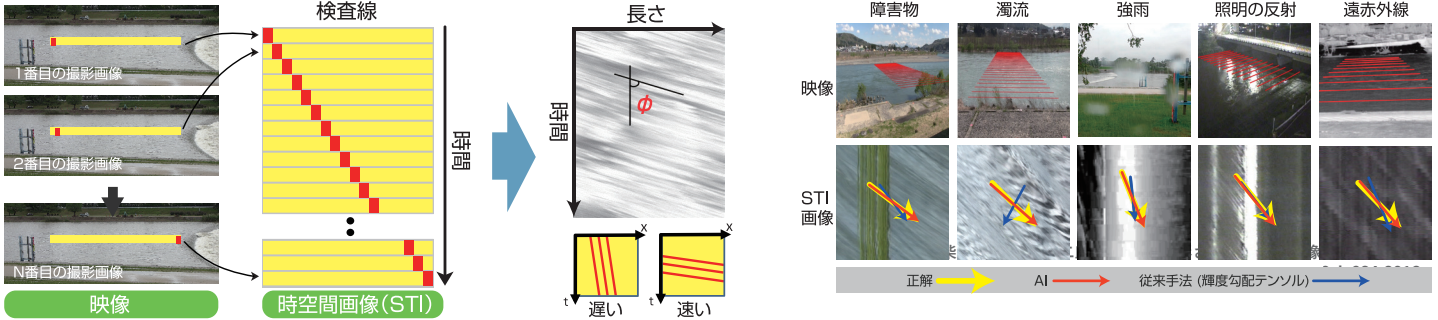 1番目の撮影画像
2番目の撮影画像
N番目の撮影画像
映像
検査線
時間
時空間画像(STI)
長さ
時間
Φ
x
t
遅い
x
t
速い
障害物
濁流
強雨
照明の反射
遠赤外線
映像
STI
画像
正解
AI
従来手法 (輝度勾配テンソル)